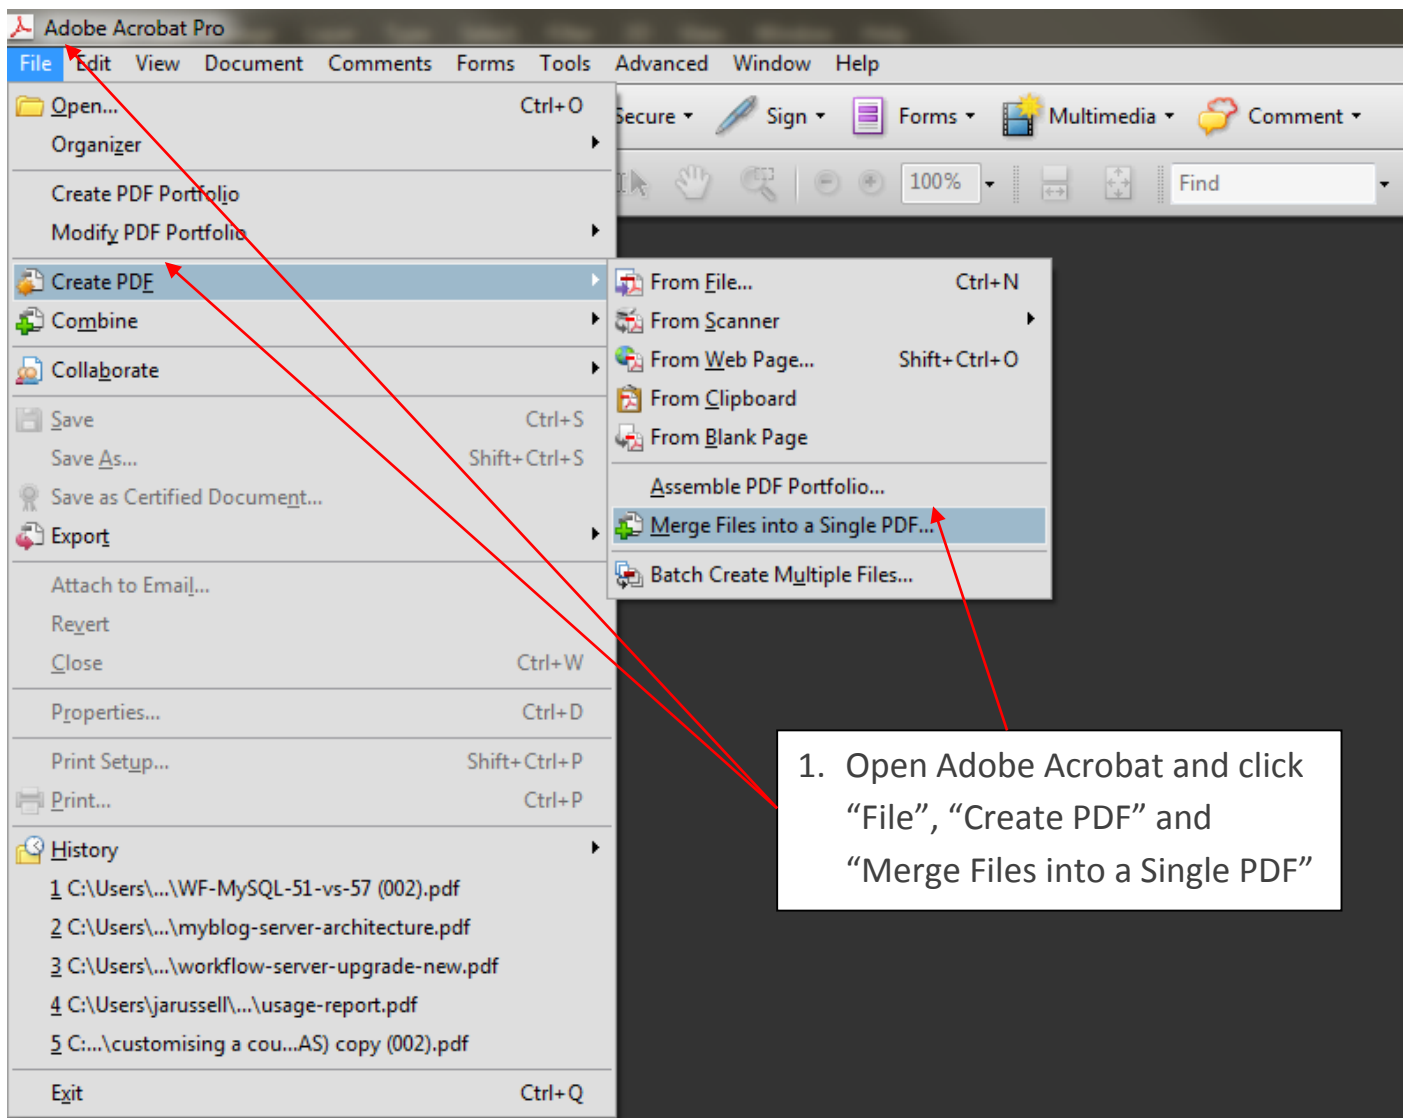 Adobe Acrobat Pro
File Edit View Document Comments Forms Tools Advanced Window Help
Open... Ctrl+O
Organizer
Secure Sign Forms Multimedia Comment
100% Find
Create PDF Portfolio
Modify PDF Portfolio
Create PDF
Combine
Collaborate
Save Ctrl+S
Save As... Shift+Ctrl+S
Save as Certified Document...
Export
Attach to Email...
Revert
Close Ctrl+W
Properties... Ctrl+D
Print Setup... Shift+Ctrl+P
Print... Ctrl+P
History
1 C:\Users\...\WF-MySQL-51-vs-57 (002).pdf
2 C:\Users\...\myblog-server-architecture.pdf
3 C:\Users\...\workflow-server-upgrade-new.pdf
4 C:\Users\jarussell\...\usage-report.pdf
5 C:...\customising a cou...AS) copy (002).pdf
Exit Ctrl+Q
From File... Ctrl+N
From Scanner
From Web Page... Shift+Ctrl+O
From Clipboard
From Blank Page
Assemble PDF Portfolio...
Merge Files into a Single PDF...
Batch Create Multiple Files...
1. Open Adobe Acrobat and click
“File”, “Create PDF” and
“Merge Files into a Single PDF”